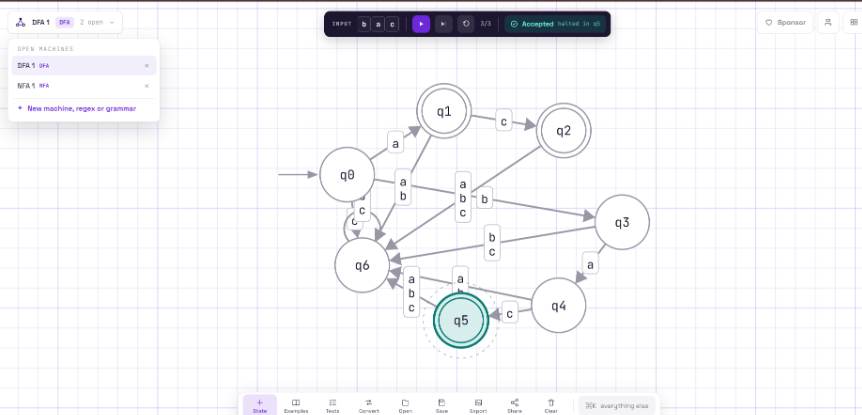 DFA 1 DFA 2 open
INPUT b a c 3/3 Accepted halted in q5
Sponsor
OPEN MACHINES
DFA 1 DFA ×
NFA 1 NFA ×
+ New machine, regex or grammar
q1
c
q2
a
q0
a
b
a
b
c
b
c
q3
b
c
a
q6
a
b
c
a
q5
c
q4
State
Examples
Tests
Convert
Open
Save
Export
Share
Clear
⌘K everything else